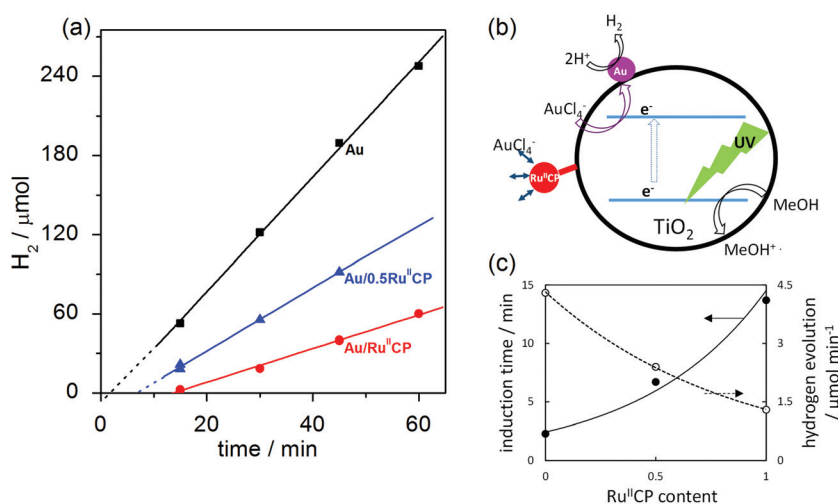 (a)
H₂ / μmol
240
180
120
60
0
0
20
40
60
time / min
Au
Au/0.5RuᴵᴵCP
Au/RuᴵᴵCP
(b)
H₂
2H⁺
Au
AuCl₄⁻
e⁻
AuCl₄⁻
UV
RuᴵᴵCP
e⁻
MeOH
TiO₂
MeOH⁺·
(c)
induction time / min
15
10
5
0
0
0.5
1
RuᴵᴵCP content
4.5
3
1.5
0
hydrogen evolution
/ μmol min⁻¹